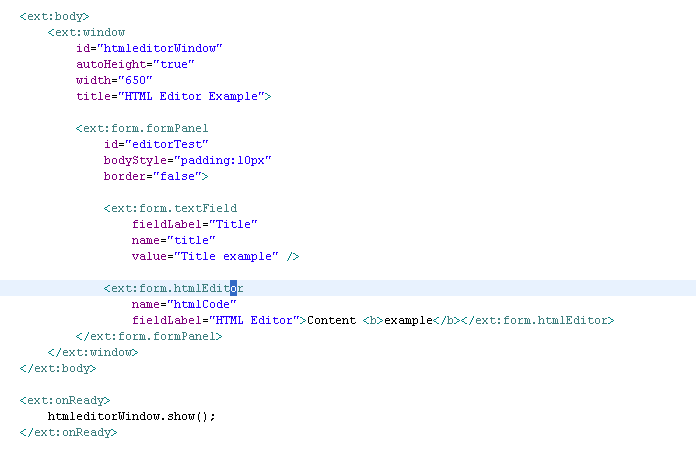 <ext:body>
    <ext:window
        id="htmleditorWindow"
        autoHeight="true"
        width="650"
        title="HTML Editor Example">

        <ext:form.formPanel
            id="editorTest"
            bodyStyle="padding:10px"
            border="false">

            <ext:form.textField
                fieldLabel="Title"
                name="title"
                value="Title example" />

            <ext:form.htmlEditor
                name="htmlCode"
                fieldLabel="HTML Editor">Content <b>example</b></ext:form.htmlEditor>
        </ext:form.formPanel>
    </ext:window>
</ext:body>

<ext:onReady>
    htmleditorWindow.show();
</ext:onReady>